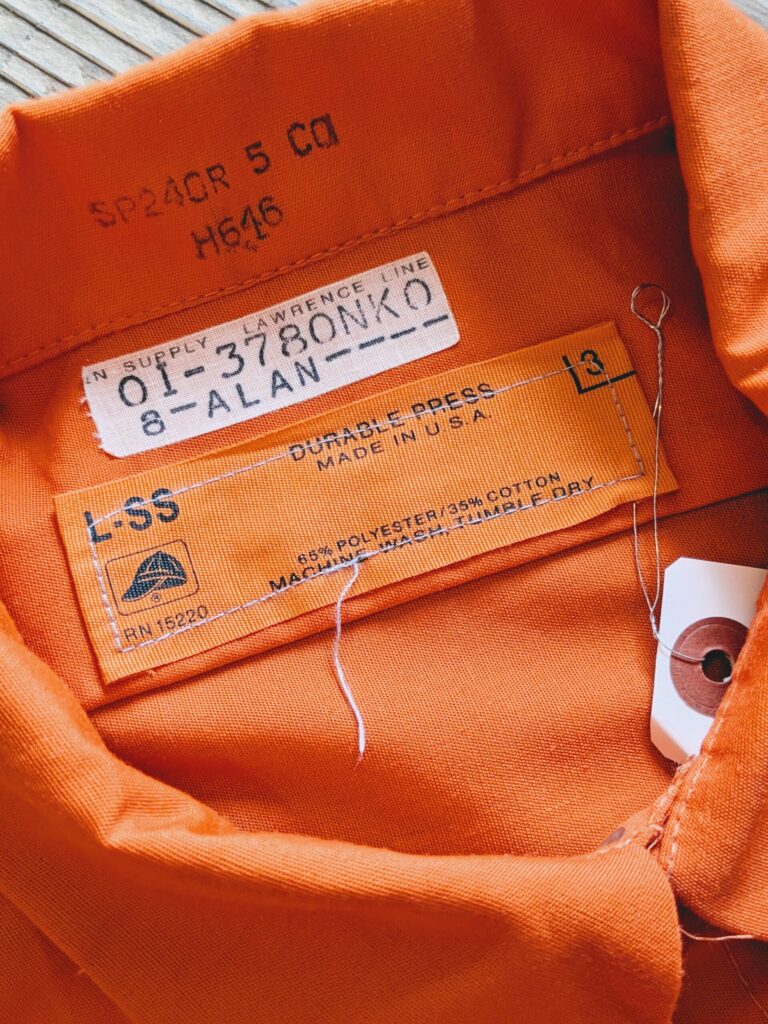 SP24OR 5 CO
H646
N SUPPLY LAWRENCE LINE
01-3780NKO
8-ALAN----
DURABLE PRESS
MADE IN U.S.A.
L3
L-SS
65% POLYESTER/35% COTTON
MACHINE WASH, TUMBLE DRY
®
RN 15220